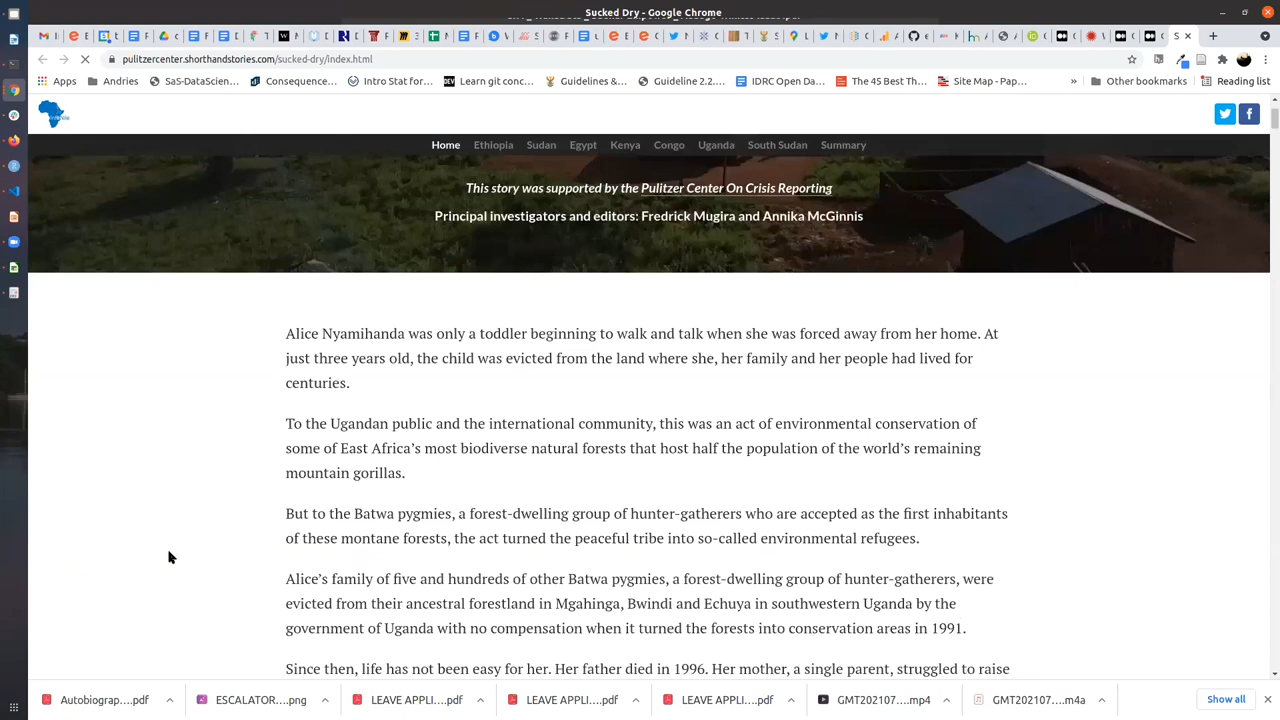 Sucked Dry - Google Chrome
pulitzercenter.shorthandstories.com/sucked-dry/index.html
Apps Andries SaS-DataScien... Consequence... Intro Stat for... Learn git conc... Guidelines &... Guideline 2.2... IDRC Open Da... The 45 Best Th... Site Map - Pap... » Other bookmarks Reading list
Home Ethiopia Sudan Egypt Kenya Congo Uganda South Sudan Summary
This story was supported by the Pulitzer Center On Crisis Reporting
Principal investigators and editors: Fredrick Mugira and Annika McGinnis
Alice Nyamihanda was only a toddler beginning to walk and talk when she was forced away from her home. At
just three years old, the child was evicted from the land where she, her family and her people had lived for
centuries.
To the Ugandan public and the international community, this was an act of environmental conservation of
some of East Africa’s most biodiverse natural forests that host half the population of the world’s remaining
mountain gorillas.
But to the Batwa pygmies, a forest-dwelling group of hunter-gatherers who are accepted as the first inhabitants
of these montane forests, the act turned the peaceful tribe into so-called environmental refugees.
Alice’s family of five and hundreds of other Batwa pygmies, a forest-dwelling group of hunter-gatherers, were
evicted from their ancestral forestland in Mgahinga, Bwindi and Echuya in southwestern Uganda by the
government of Uganda with no compensation when it turned the forests into conservation areas in 1991.
Since then, life has not been easy for her. Her father died in 1996. Her mother, a single parent, struggled to raise
Autobiograp....pdf ESCALATOR....png LEAVE APPLI....pdf LEAVE APPLI....pdf LEAVE APPLI....pdf GMT202107....mp4 GMT202107....m4a Show all